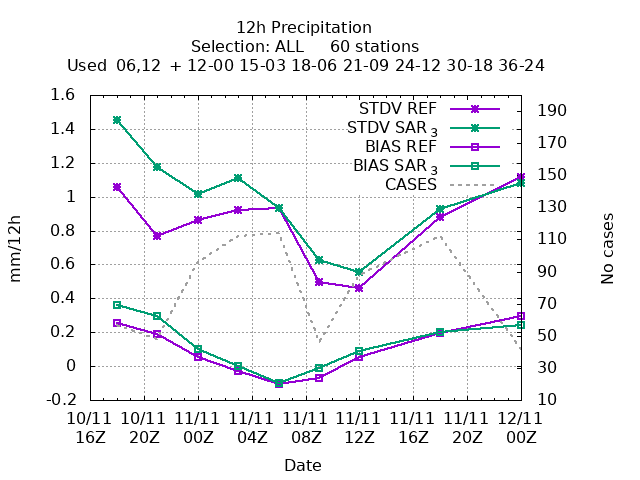 12h Precipitation
Selection: ALL 60 stations
Used 06,12 + 12-00 15-03 18-06 21-09 24-12 30-18 36-24
STDV REF
STDV SAR 3
BIAS REF
BIAS SAR 3
CASES
mm/12h
1.6
1.4
1.2
1
0.8
0.6
0.4
0.2
0
-0.2
No cases
190
170
150
130
110
90
70
50
30
10
10/11 10/11 11/11 11/11 11/11 11/11 11/11 11/11 12/11
16Z 20Z 00Z 04Z 08Z 12Z 16Z 20Z 00Z
Date